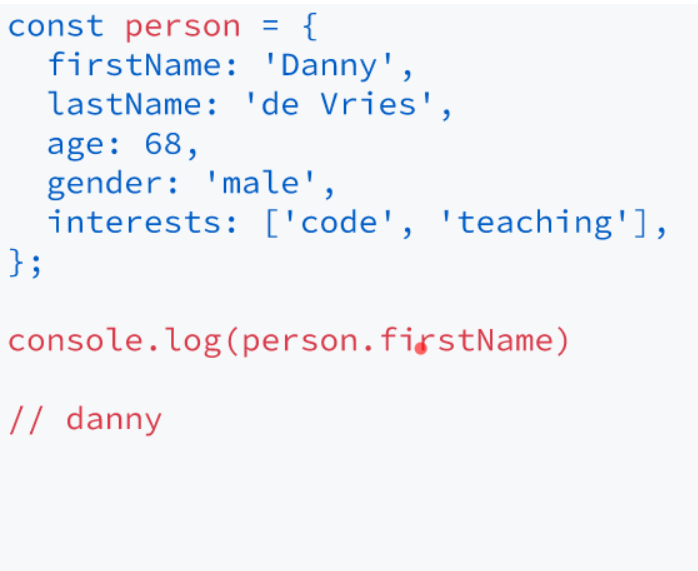 const person = {
  firstName: 'Danny',
  lastName: 'de Vries',
  age: 68,
  gender: 'male',
  interests: ['code', 'teaching'],
};

console.log(person.firstName)

// danny